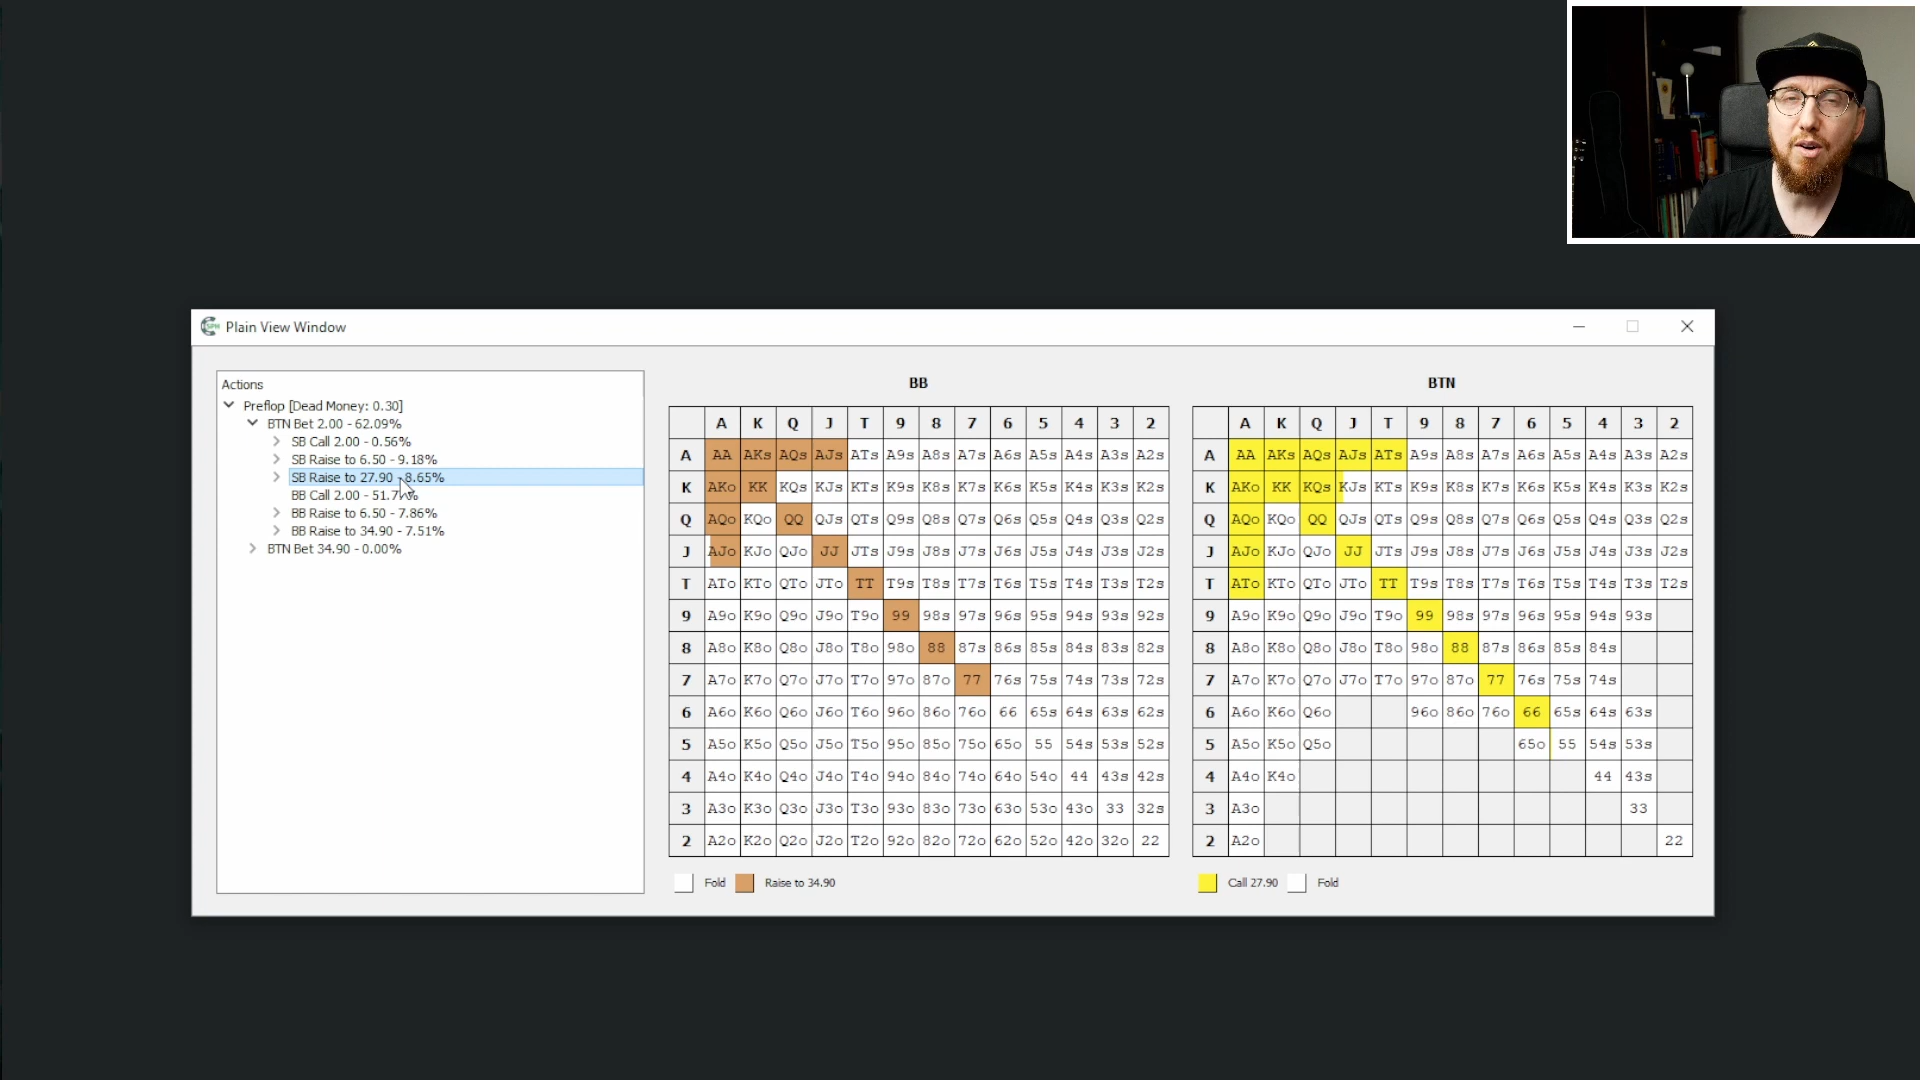 Plain View Window
Actions
Preflop [Dead Money: 0.30]
BTN Bet 2.00 - 62.09%
SB Call 2.00 - 0.56%
SB Raise to 6.50 - 9.18%
SB Raise to 27.90 - 8.65%
BB Call 2.00 - 51.7
BB Raise to 6.50 - 7.86%
BB Raise to 34.90 - 7.51%
BTN Bet 34.90 - 0.00%
BB
A K Q J T 9 8 7 6 5 4 3 2
A AA AKs AQs AJs ATs A9s A8s A7s A6s A5s A4s A3s A2s
K AKo KK KQs KJs KTs K9s K8s K7s K6s K5s K4s K3s K2s
Q AQo KQo QQ QJs QTs Q9s Q8s Q7s Q6s Q5s Q4s Q3s Q2s
J AJo KJo QJo JJ JTs J9s J8s J7s J6s J5s J4s J3s J2s
T ATo KTo QTo JTo TT T9s T8s T7s T6s T5s T4s T3s T2s
9 A9o K9o Q9o J9o T9o 99 98s 97s 96s 95s 94s 93s 92s
8 A8o K8o Q8o J8o T8o 98o 88 87s 86s 85s 84s 83s 82s
7 A7o K7o Q7o J7o T7o 97o 87o 77 76s 75s 74s 73s 72s
6 A6o K6o Q6o J6o T6o 96o 86o 76o 66 65s 64s 63s 62s
5 A5o K5o Q5o J5o T5o 95o 85o 75o 65o 55 54s 53s 52s
4 A4o K4o Q4o J4o T4o 94o 84o 74o 64o 54o 44 43s 42s
3 A3o K3o Q3o J3o T3o 93o 83o 73o 63o 53o 43o 33 32s
2 A2o K2o Q2o J2o T2o 92o 82o 72o 62o 52o 42o 32o 22
Fold Raise to 34.90
BTN
A K Q J T 9 8 7 6 5 4 3 2
A AA AKs AQs AJs ATs A9s A8s A7s A6s A5s A4s A3s A2s
K AKo KK KQs KJs KTs K9s K8s K7s K6s K5s K4s K3s K2s
Q AQo KQo QQ QJs QTs Q9s Q8s Q7s Q6s Q5s Q4s Q3s Q2s
J AJo KJo QJo JJ JTs J9s J8s J7s J6s J5s J4s J3s J2s
T ATo KTo QTo JTo TT T9s T8s T7s T6s T5s T4s T3s T2s
9 A9o K9o Q9o J9o T9o 99 98s 97s 96s 95s 94s 93s
8 A8o K8o Q8o J8o T8o 98o 88 87s 86s 85s 84s
7 A7o K7o Q7o J7o T7o 97o 87o 77 76s 75s 74s
6 A6o K6o Q6o 96o 86o 76o 66 65s 64s 63s
5 A5o K5o Q5o 65o 55 54s 53s
4 A4o K4o 44 43s
3 A3o 33
2 A2o 22
Call 27.90 Fold